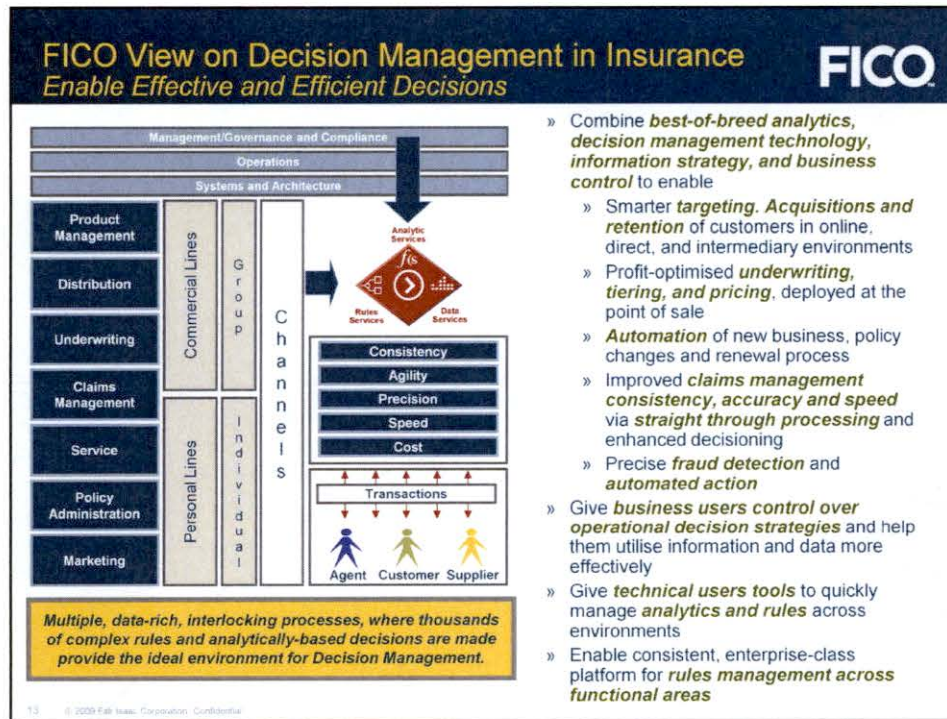 FICO View on Decision Management in Insurance
Enable Effective and Efficient Decisions
FICO
Management/Governance and Compliance
Operations
Systems and Architecture
Product
Management
Distribution
Underwriting
Claims
Management
Service
Policy
Administration
Marketing
Commercial Lines
Personal Lines
Group
Individual
Channels
Analytic
Services
f(s
Rules
Services
Data
Services
Consistency
Agility
Precision
Speed
Cost
Transactions
Agent Customer Supplier
Multiple, data-rich, interlocking processes, where thousands
of complex rules and analytically-based decisions are made
provide the ideal environment for Decision Management.
» Combine best-of-breed analytics,
decision management technology,
information strategy, and business
control to enable
» Smarter targeting. Acquisitions and
retention of customers in online,
direct, and intermediary environments
» Profit-optimised underwriting,
tiering, and pricing, deployed at the
point of sale
» Automation of new business, policy
changes and renewal process
» Improved claims management
consistency, accuracy and speed
via straight through processing and
enhanced decisioning
» Precise fraud detection and
automated action
» Give business users control over
operational decision strategies and help
them utilise information and data more
effectively
» Give technical users tools to quickly
manage analytics and rules across
environments
» Enable consistent, enterprise-class
platform for rules management across
functional areas
13 © 2009 Fair Isaac Corporation. Confidential